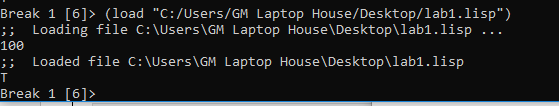 Break 1 [6]> (load "C:/Users/GM Laptop House/Desktop/lab1.lisp")
;;  Loading file C:\Users\GM Laptop House\Desktop\lab1.lisp ...
100
;;  Loaded file C:\Users\GM Laptop House\Desktop\lab1.lisp
T
Break 1 [6]>